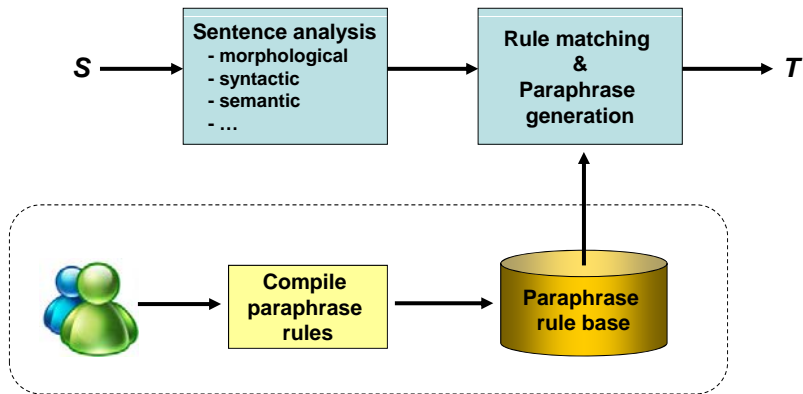 S
Sentence analysis
- morphological
- syntactic
- semantic
- ...
Rule matching
&
Paraphrase
generation
T
Compile
paraphrase
rules
Paraphrase
rule base